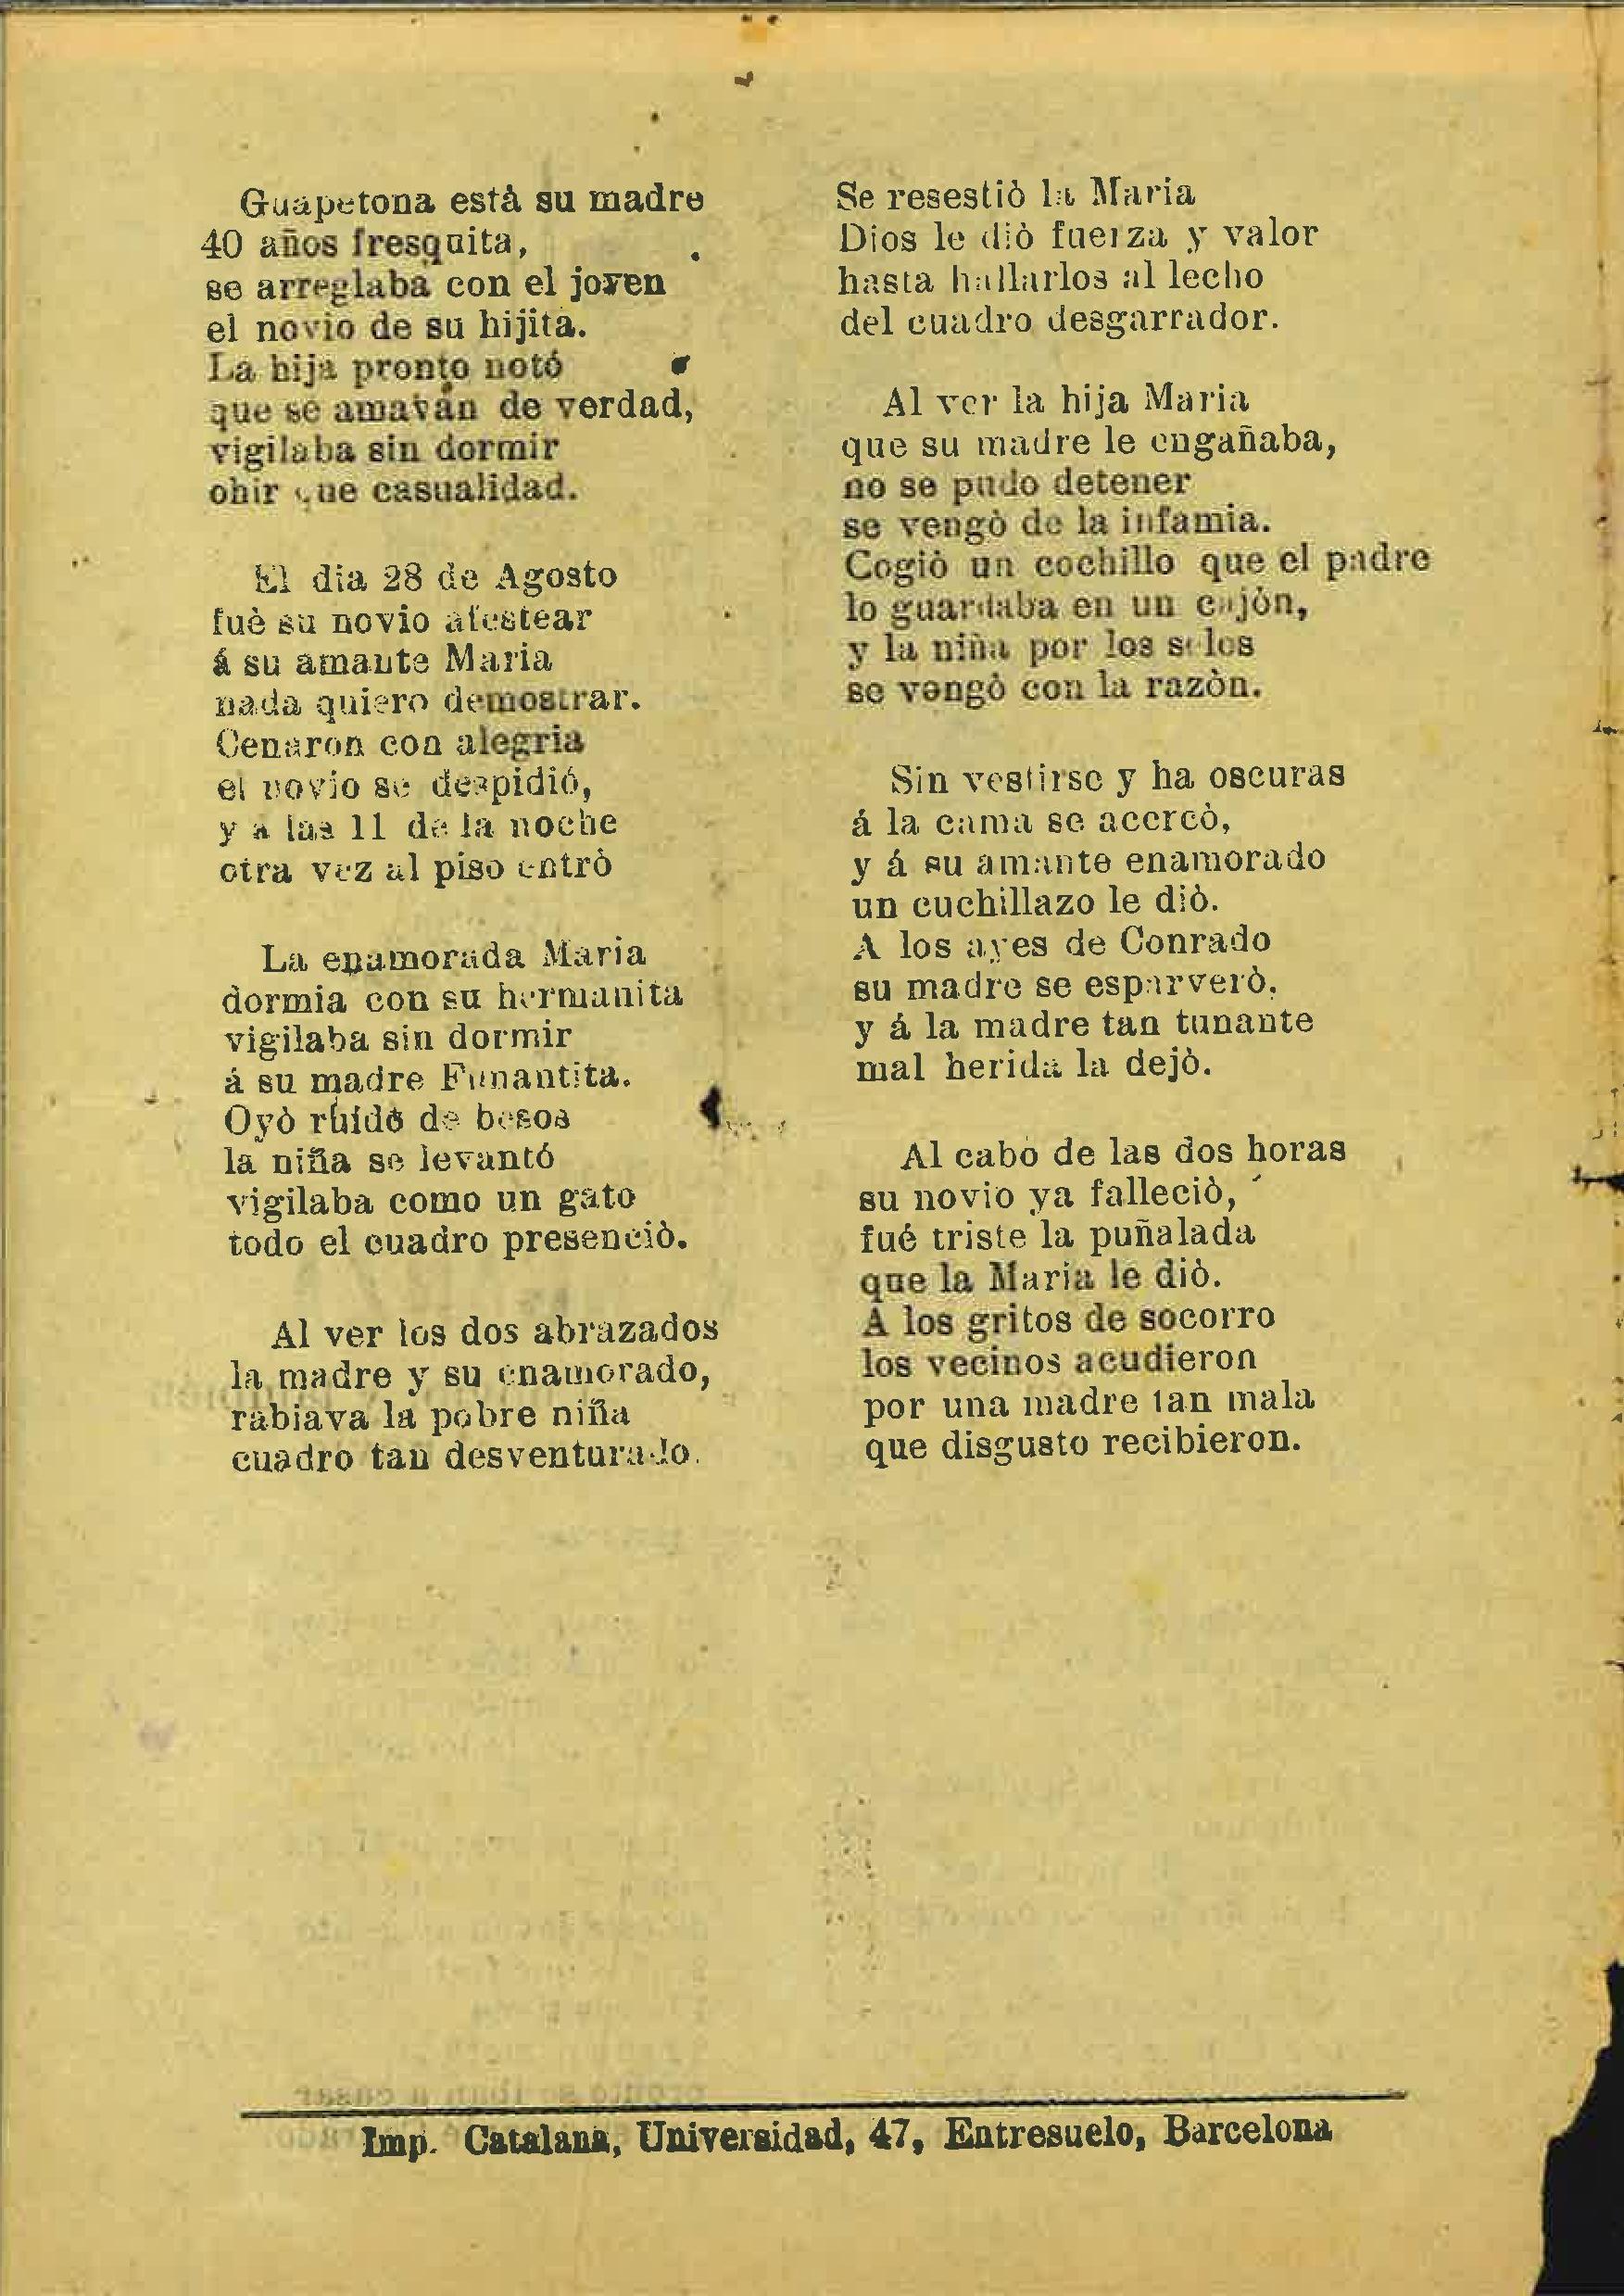 Guapetona està su madre
40 años fresquita,
se arreglaba con el joven
el novio de su hijita.
La hija pronto notó
que se amavan de verdad,
vigilaba sin dormir
ohir que casualidad.
El dia 28 de Agosto
fuè su novio afestear
á su amante Maria
nada quiero demostrar.
Cenaron con alegria
el novio se despidió,
y a las 11 de la noche
otra vez al piso entrò
La enamorada Maria
dormia con su hermanita
vigilaba sin dormir
á su madre Funantita.
Oyò ruido de besos
la niña se levantó
vigilaba como un gato
todo el cuadro presenciò.
Al ver los dos abrazados
la madre y su enamorado,
rabiava la pobre niña
cuadro tan desventurado.
Se resestiò la Maria
Dios le diò fuerza y valor
hasta hallarlos al lecho
del cuadro desgarrador.
Al ver la hija Maria
que su madre le engañaba,
no se pudo detener
se vengò de la infamia.
Cogiò un cochillo que el padre
lo guardaba en un cajòn,
y la niña por los selos
se vengò con la razòn.
Sin vestirse y ha oscuras
á la cama se acercò,
y á su amante enamorado
un cuchillazo le diò.
A los ayes de Conrado
su madre se esparverò,
y á la madre tan tunante
mal herida la dejò.
Al cabo de las dos horas
su novio ya falleciò,
fué triste la puñalada
que la Maria le diò.
A los gritos de socorro
los vecinos acudieron
por una madre tan mala
que disgusto recibieron.
Imp. Catalana, Universidad, 47, Entresuelo, Barcelona